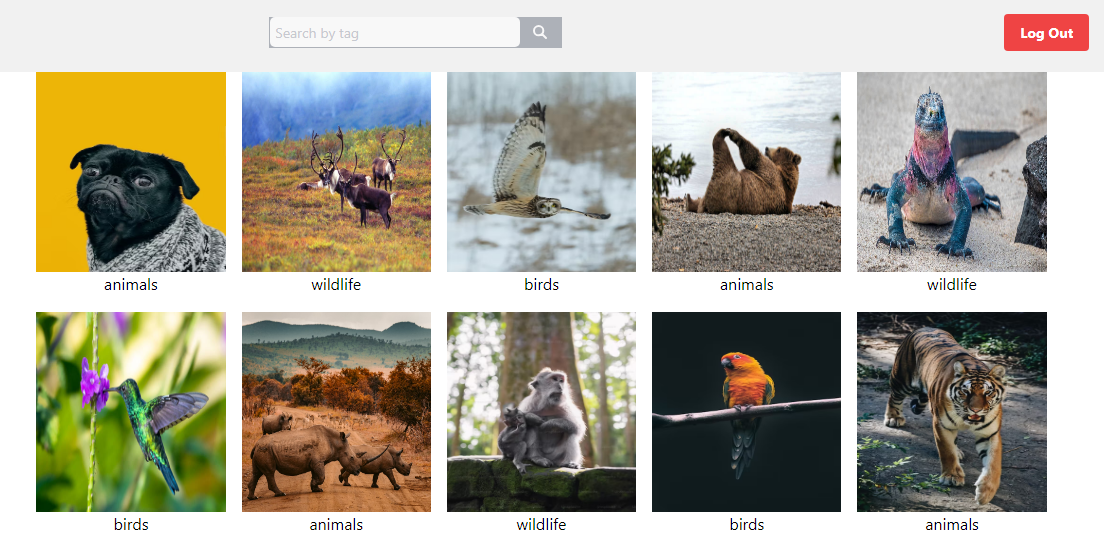 Search by tag
Log Out
animals
wildlife
birds
animals
wildlife
birds
animals
wildlife
birds
animals